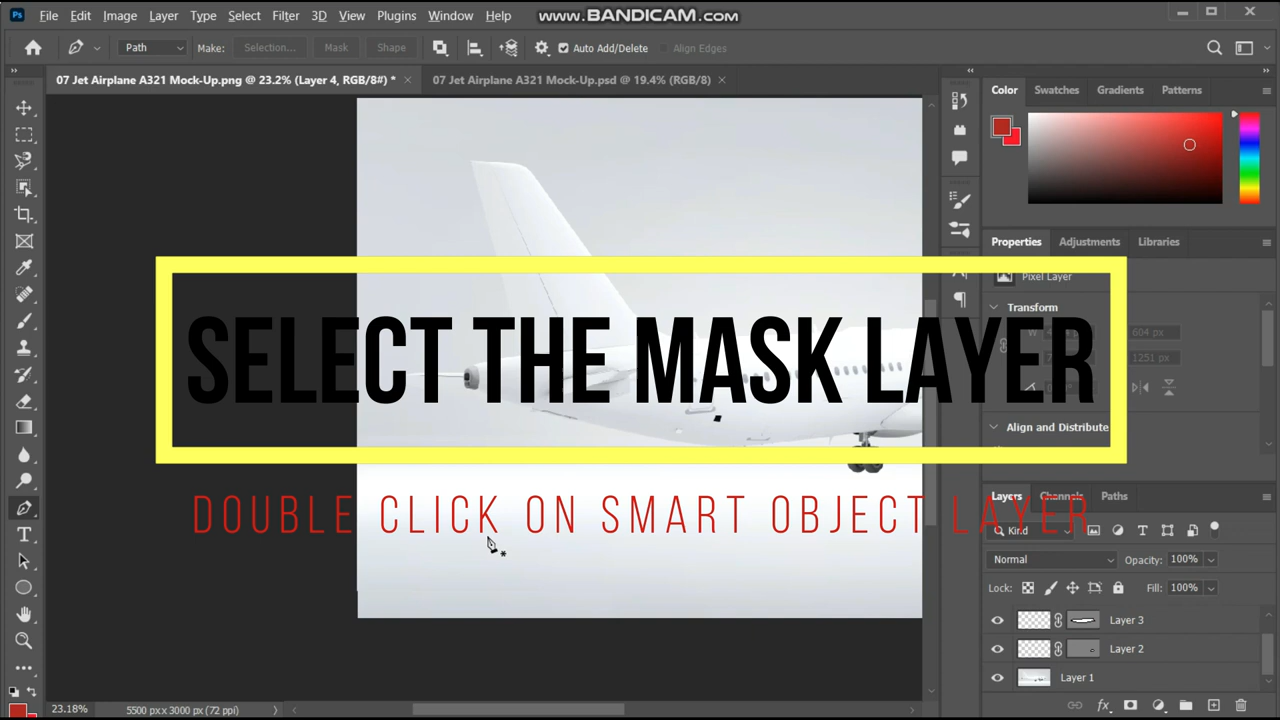 Ps File Edit Image Layer Type Select Filter 3D View Plugins Window Help
www.BANDICAM.com
Path Make: Selection... Mask Shape Auto Add/Delete Align Edges
07 Jet Airplane A321 Mock-Up.png @ 23.2% (Layer 4, RGB/8#) * × 07 Jet Airplane A321 Mock-Up.psd @ 19.4% (RGB/8) ×
Color Swatches Gradients Patterns
Properties Adjustments Libraries
Pixel Layer
Transform
W 604 px
1251 px
SELECT THE MASK LAYER
Align and Distribute
DOUBLE CLICK ON SMART OBJECT LAYER
Layers Channels Paths
Kind
Normal Opacity: 100%
Lock: Fill: 100%
Layer 3
Layer 2
Layer 1
23.18% 5500 px x 3000 px (72 ppi)